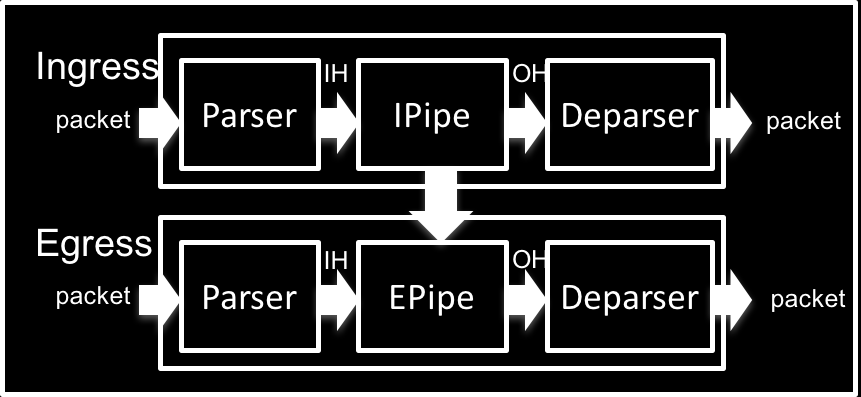 Ingress
packet
Parser
IH
IPipe
OH
Deparser
packet
Egress
packet
Parser
IH
EPipe
OH
Deparser
packet